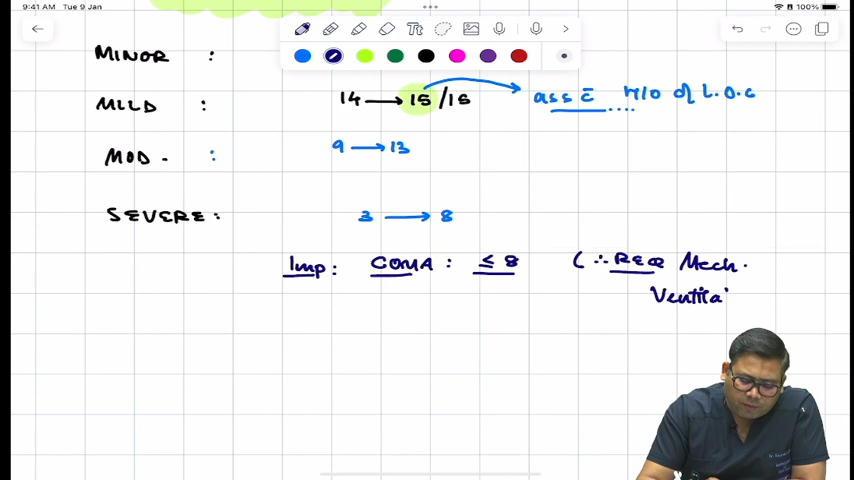 9:41 AM Tue 9 Jan
100%
MINOR :
MILD : 14 → 15/15 → ass c̄ H/O of L.O.C
MOD- : 9 → 13
SEVERE: 3 → 8
Imp: COMA: ≤ 8 ( ∴ REQ Mech.
Ventila